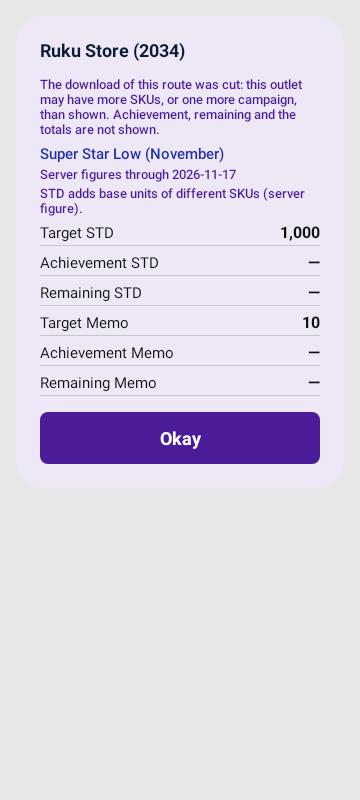 Ruku Store (2034)
The download of this route was cut: this outlet
may have more SKUs, or one more campaign,
than shown. Achievement, remaining and the
totals are not shown.
Super Star Low (November)
Server figures through 2026-11-17
STD adds base units of different SKUs (server
figure).
Target STD 1,000
Achievement STD —
Remaining STD —
Target Memo 10
Achievement Memo —
Remaining Memo —
Okay